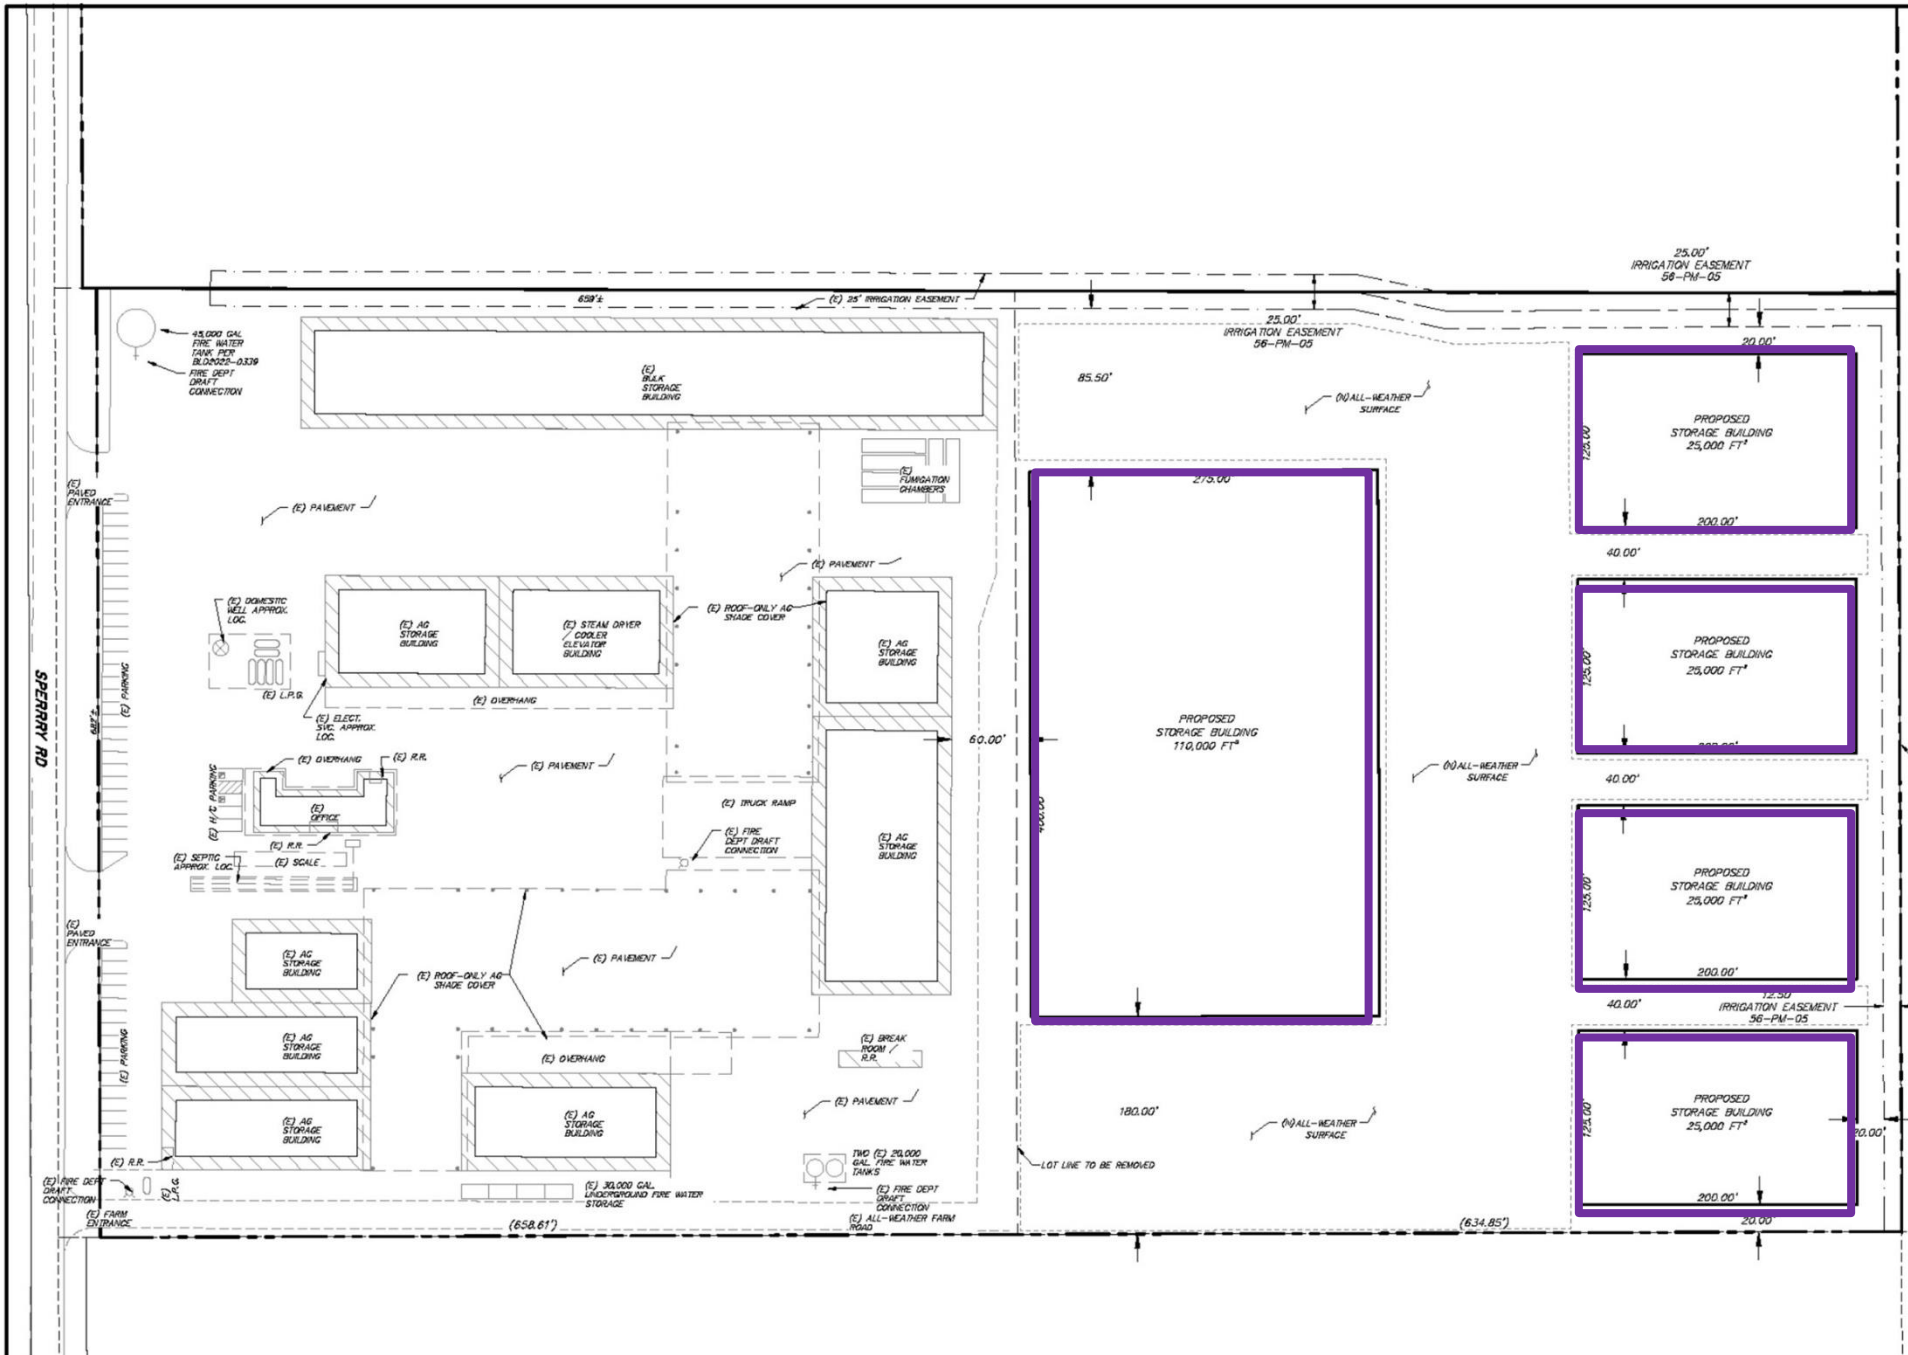 25.00'
IRRIGATION EASEMENT
56-PM-05
659'±
(E) 25' IRRIGATION EASEMENT
25.00'
IRRIGATION EASEMENT
56-PM-05
20.00'
45,000 GAL
FIRE WATER
TANK PER
BLD2022-0339
FIRE DEPT
DRAFT
CONNECTION
(E)
BULK
STORAGE
BUILDING
85.50'
(N) ALL-WEATHER
SURFACE
PROPOSED
STORAGE BUILDING
25,000 FT²
125.00'
200.00'
40.00'
(E)
PAVED
ENTRANCE
(E) PAVEMENT
(E)
FUMIGATION
CHAMBERS
275.00'
(E) PAVEMENT
(E) DOMESTIC
WELL APPROX.
LOC.
(E) L.P.G.
(E) AG
STORAGE
BUILDING
(E) STEAM DRYER
COOLER
ELEVATOR
BUILDING
(E) ROOF-ONLY AG
SHADE COVER
(E) AG
STORAGE
BUILDING
PROPOSED
STORAGE BUILDING
25,000 FT²
125.00'
40.00'
(E) OVERHANG
(E) ELECT.
SVC. APPROX.
LOC.
SPERRRY RD
(E) PARKING
60.00'
PROPOSED
STORAGE BUILDING
110,000 FT²
400.00
(N) ALL-WEATHER
SURFACE
(E) OVERHANG
(E) R.R.
(E) PAVEMENT
(E) H/C PARKING
(E)
OFFICE
(E) R.R.
(E) SCALE
(E) SEPTIC
APPROX. LOC.
(E) TRUCK RAMP
(E) FIRE
DEPT DRAFT
CONNECTION
(E) AG
STORAGE
BUILDING
PROPOSED
STORAGE BUILDING
25,000 FT²
125.00'
200.00'
40.00'
12.50'
IRRIGATION EASEMENT
56-PM-05
(E)
PAVED
ENTRANCE
(E) AG
STORAGE
BUILDING
(E) ROOF-ONLY AG
SHADE COVER
(E) PAVEMENT
(E) PARKING
(E) AG
STORAGE
BUILDING
(E) OVERHANG
(E) BREAK
ROOM
R.R.
(E) PAVEMENT
(E) AG
STORAGE
BUILDING
(E) AG
STORAGE
BUILDING
180.00'
(N) ALL-WEATHER
SURFACE
PROPOSED
STORAGE BUILDING
25,000 FT²
125.00'
200.00'
20.00'
20.00'
(E) R.R.
(E) FIRE DEPT
DRAFT
CONNECTION
(E)
L.P.G.
(E) FARM
ENTRANCE
(E) 30,000 GAL.
UNDERGROUND FIRE WATER
STORAGE
TWO (E) 20,000
GAL. FIRE WATER
TANKS
(E) FIRE DEPT
DRAFT
CONNECTION
(E) ALL-WEATHER FARM
ROAD
LOT LINE TO BE REMOVED
(658.61')
(634.85')